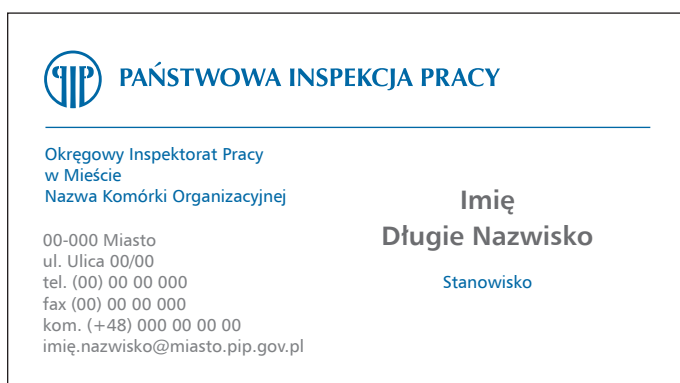 PAŃSTWOWA INSPEKCJA PRACY
Okręgowy Inspektorat Pracy
w Mieście
Nazwa Komórki Organizacyjnej
00-000 Miasto
ul. Ulica 00/00
tel. (00) 00 00 000
fax (00) 00 00 000
kom. (+48) 000 00 00 00
imię.nazwisko@miasto.pip.gov.pl
Imię
Długie Nazwisko
Stanowisko